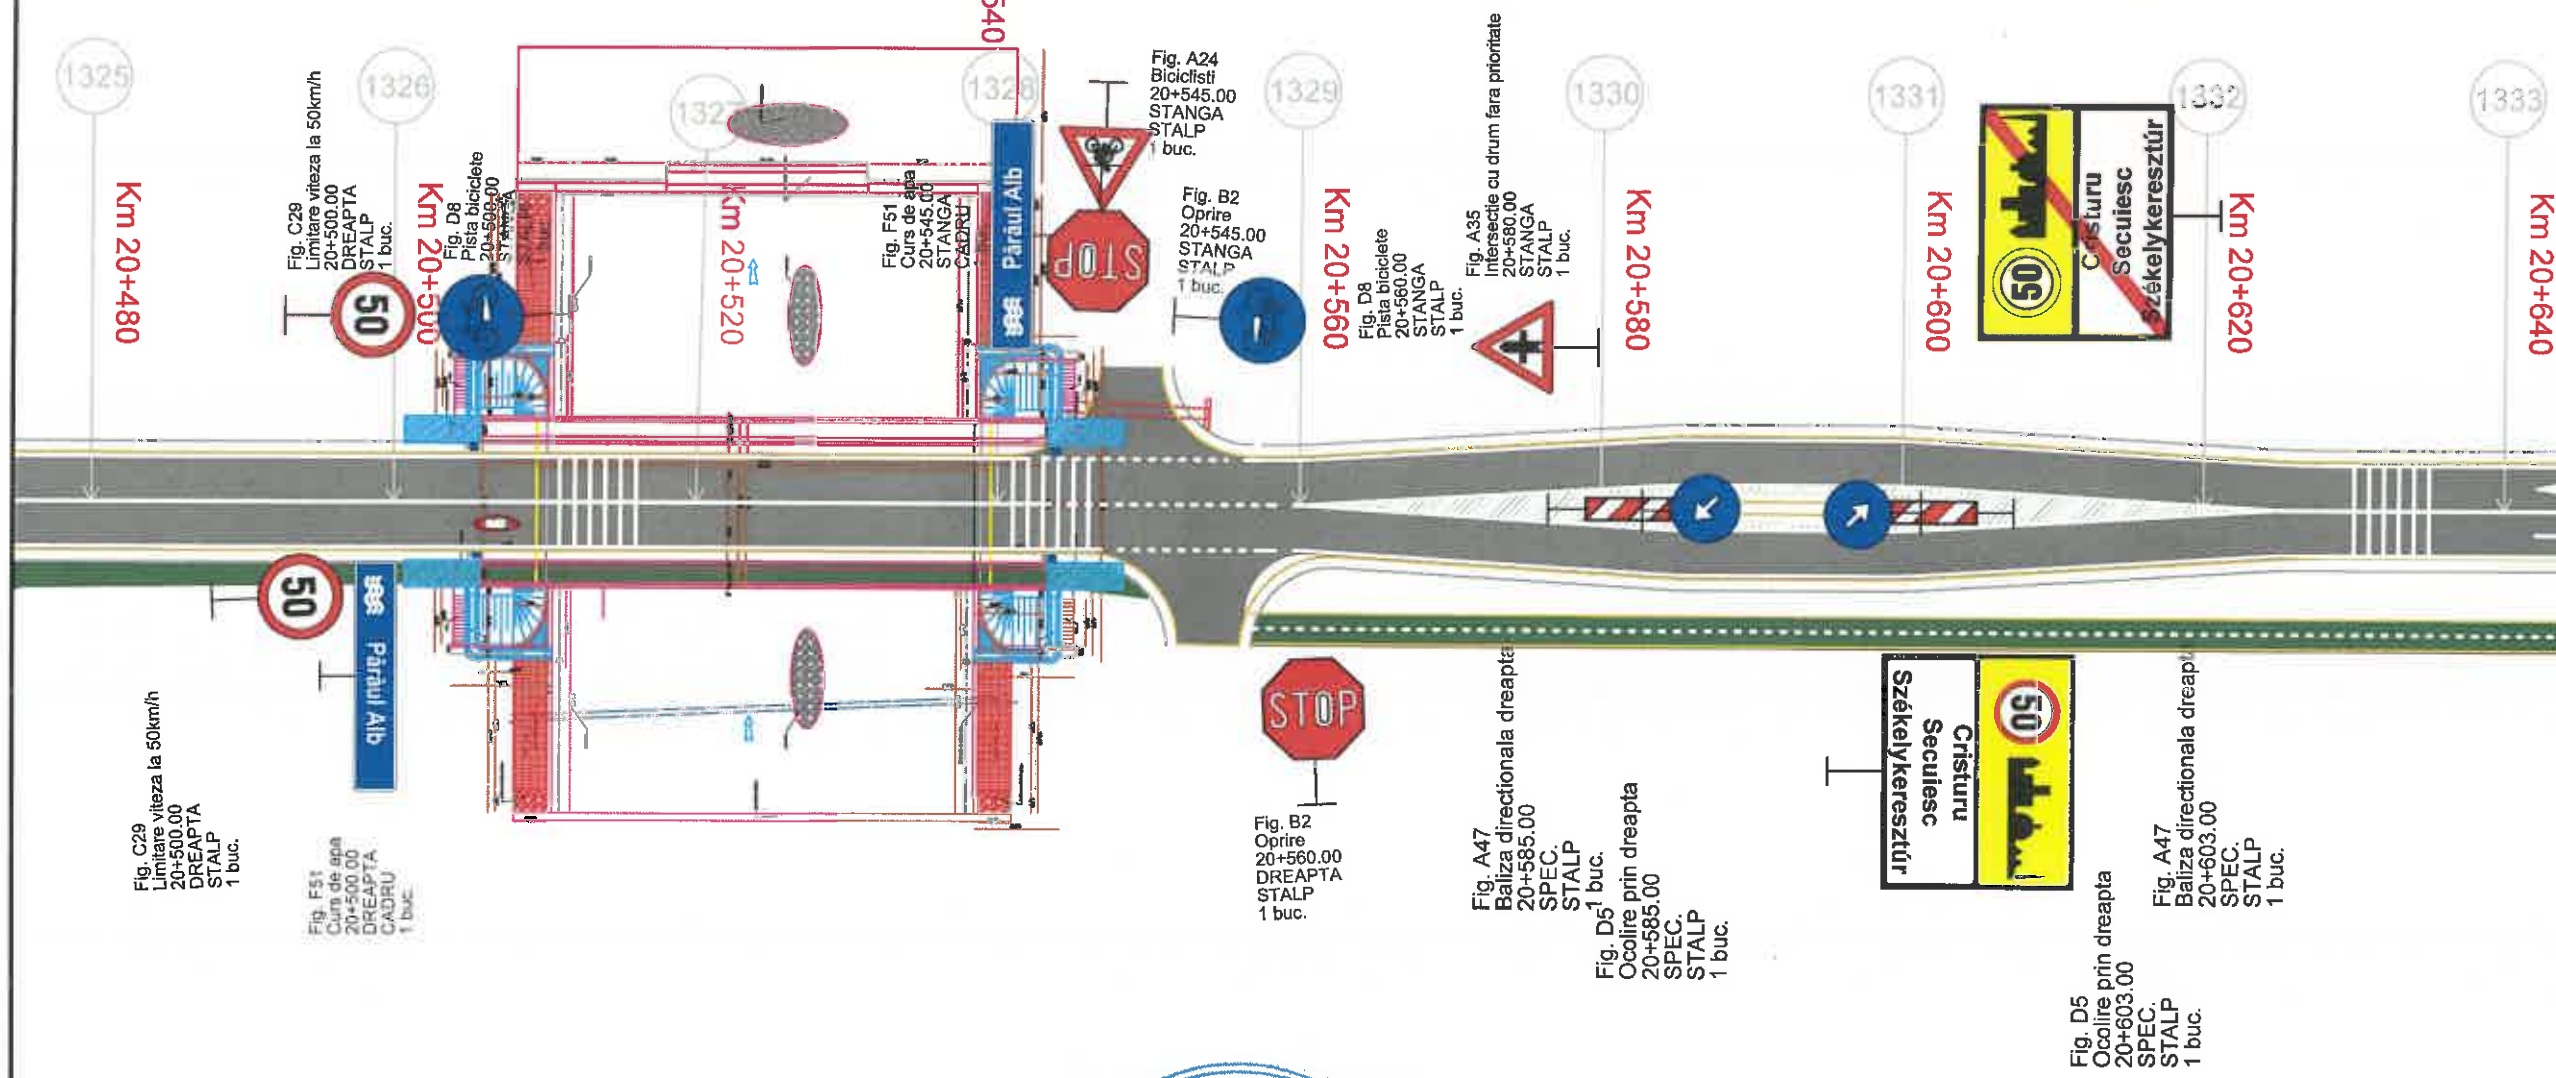 1325
1326
1327
1328
1329
1330
1331
1332
1333
Km 20+480
Km 20+500
Km 20+520
540
Km 20+560
Km 20+580
Km 20+600
Km 20+620
Km 20+640
Fig. C29
Limitare viteza la 50km/h
20+500.00
DREAPTA
STALP
1 buc.
50
Fig. D8
Pista biciclete
20+500.00
Fig. F51
Curs de apa
20+545.00
STANGA
CADRU
Pârâul Alb
Fig. A24
Biciclisti
20+545.00
STANGA
STALP
1 buc.
STOP
Fig. B2
Oprire
20+545.00
STANGA
STALP
1 buc.
Fig. D8
Pista biciclete
20+560.00
STANGA
STALP
1 buc.
Fig. A35
Intersectie cu drum fara prioritate
20+580.00
STANGA
STALP
1 buc.
Cristuru
Secuiesc
Székelykeresztúr
50
50
Pârâul Alb
Fig. C29
Limitare viteza la 50km/h
20+500.00
DREAPTA
STALP
1 buc.
Fig. F51
Curs de apa
20+500.00
DREAPTA
CADRU
1 buc.
STOP
Fig. B2
Oprire
20+560.00
DREAPTA
STALP
1 buc.
Fig. A47
Baliza directionala dreapta
20+585.00
SPEC.
STALP
1 buc.
Fig. D5
Ocolire prin dreapta
20+585.00
SPEC.
STALP
1 buc.
Cristuru
Secuiesc
Székelykeresztúr
50
Fig. A47
Baliza directionala dreapta
20+603.00
SPEC.
STALP
1 buc.
Fig. D5
Ocolire prin dreapta
20+603.00
SPEC.
STALP
1 buc.